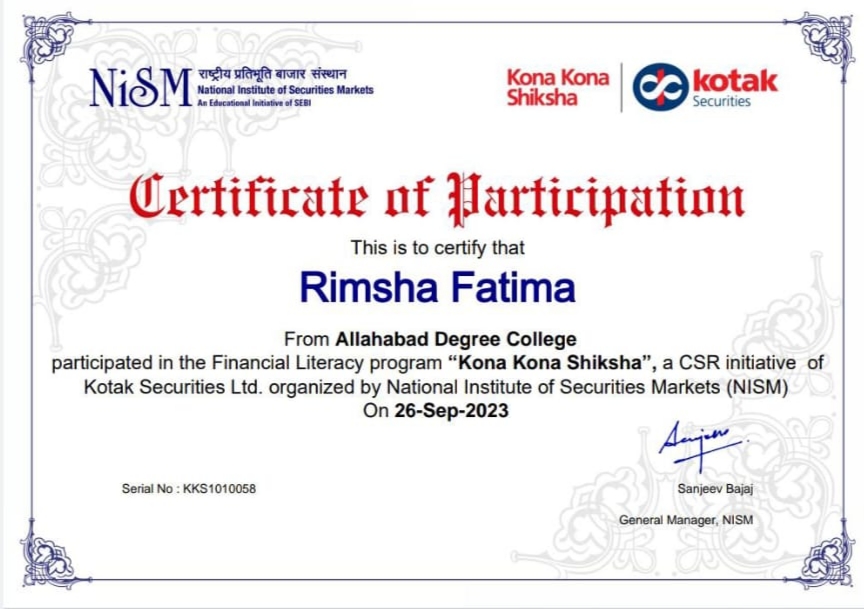 NiSM
राष्ट्रीय प्रतिभूति बाजार संस्थान
National Institute of Securities Markets
An Educational Initiative of SEBI
Kona Kona
Shiksha
kotak
Securities
Certificate of Participation
This is to certify that
Rimsha Fatima
From Allahabad Degree College
participated in the Financial Literacy program “Kona Kona Shiksha”, a CSR initiative of
Kotak Securities Ltd. organized by National Institute of Securities Markets (NISM)
On 26-Sep-2023
Serial No : KKS1010058
Sanjeev Bajaj
General Manager, NISM